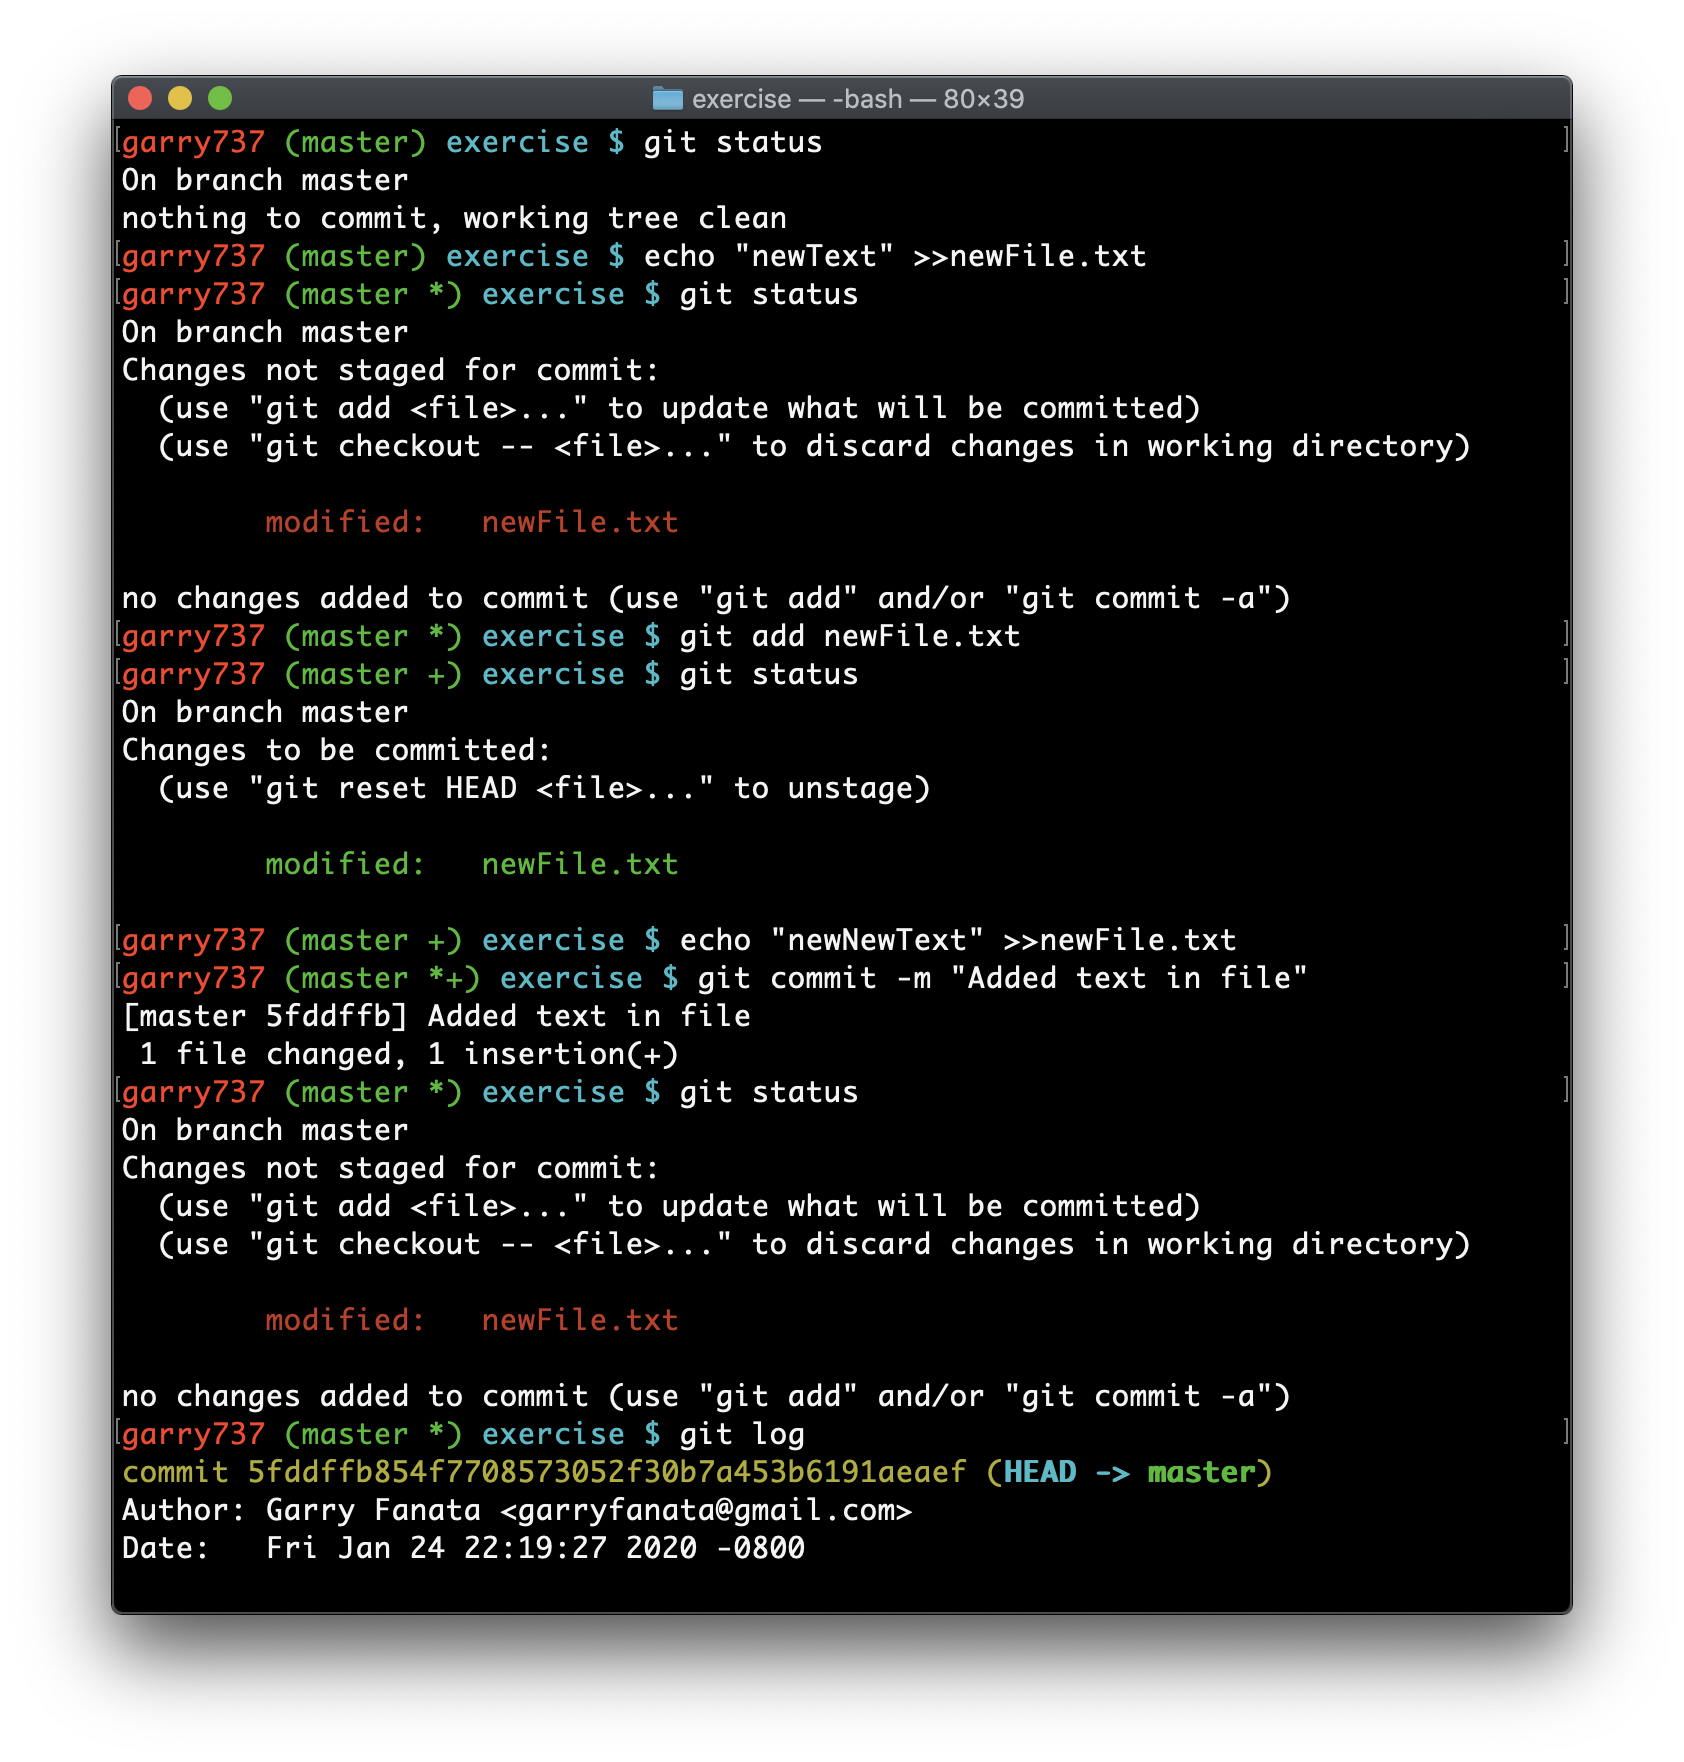 exercise — -bash — 80×39
garry737 (master) exercise $ git status
On branch master
nothing to commit, working tree clean
garry737 (master) exercise $ echo "newText" >>newFile.txt
garry737 (master *) exercise $ git status
On branch master
Changes not staged for commit:
  (use "git add <file>..." to update what will be committed)
  (use "git checkout -- <file>..." to discard changes in working directory)
        modified:   newFile.txt
no changes added to commit (use "git add" and/or "git commit -a")
garry737 (master *) exercise $ git add newFile.txt
garry737 (master +) exercise $ git status
On branch master
Changes to be committed:
  (use "git reset HEAD <file>..." to unstage)
        modified:   newFile.txt
garry737 (master +) exercise $ echo "newNewText" >>newFile.txt
garry737 (master *+) exercise $ git commit -m "Added text in file"
[master 5fddffb] Added text in file
 1 file changed, 1 insertion(+)
garry737 (master *) exercise $ git status
On branch master
Changes not staged for commit:
  (use "git add <file>..." to update what will be committed)
  (use "git checkout -- <file>..." to discard changes in working directory)
        modified:   newFile.txt
no changes added to commit (use "git add" and/or "git commit -a")
garry737 (master *) exercise $ git log
commit 5fddffb854f7708573052f30b7a453b6191aeaef (HEAD -> master)
Author: Garry Fanata <garryfanata@gmail.com>
Date:   Fri Jan 24 22:19:27 2020 -0800